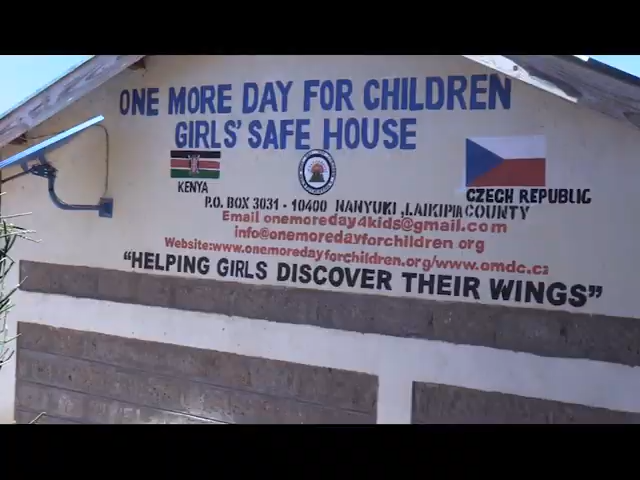 ONE MORE DAY FOR CHILDREN
GIRLS' SAFE HOUSE
KENYA
CZECH REPUBLIC
P.O. BOX 3031 - 10400 NANYUKI, LAIKIPIA COUNTY
Email onemoreday4kids@gmail.com
info@onemoredayforchildren.org
Website:www.onemoredayforchildren.org/www.omdc.cz
"HELPING GIRLS DISCOVER THEIR WINGS"